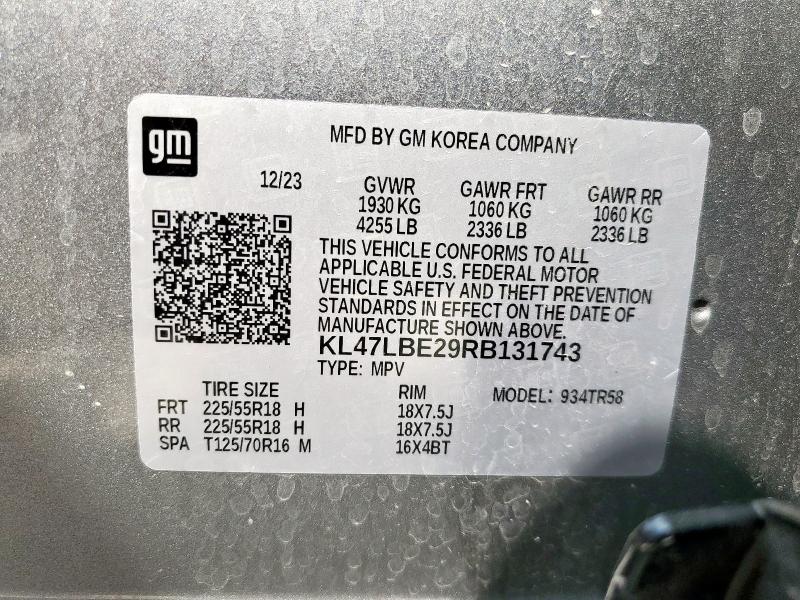 gm
MFD BY GM KOREA COMPANY
12/23
GVWR GAWR FRT GAWR RR
1930 KG 1060 KG 1060 KG
4255 LB 2336 LB 2336 LB
THIS VEHICLE CONFORMS TO ALL
APPLICABLE U.S. FEDERAL MOTOR
VEHICLE SAFETY AND THEFT PREVENTION
STANDARDS IN EFFECT ON THE DATE OF
MANUFACTURE SHOWN ABOVE.
KL47LBE29RB131743
TYPE: MPV
TIRE SIZE RIM MODEL: 934TR58
FRT 225/55R18 H 18X7.5J
RR 225/55R18 H 18X7.5J
SPA T125/70R16 M 16X4BT